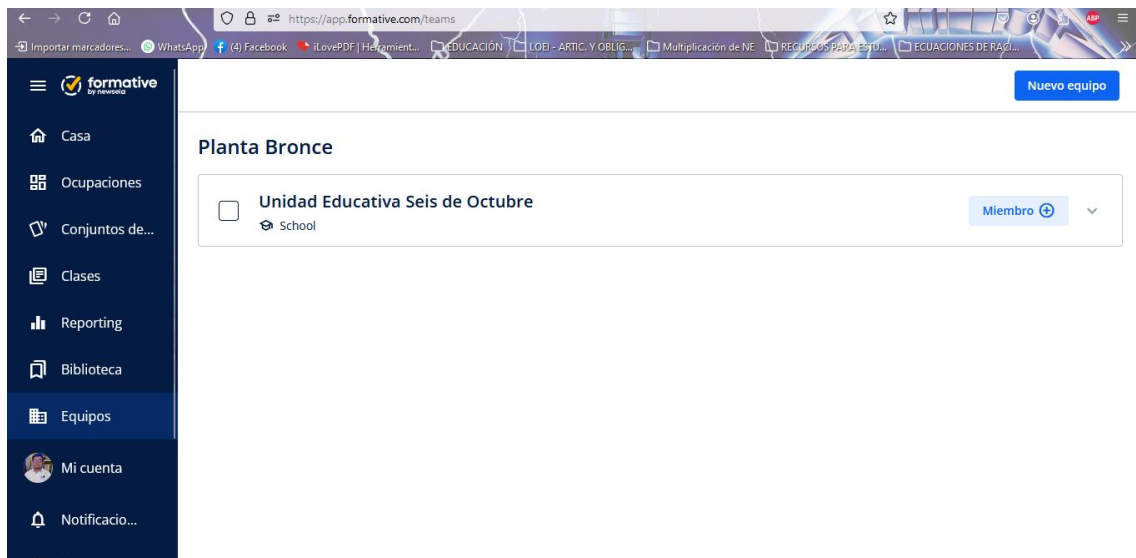 https://app.formative.com/teams
ABP
Importar marcadores... WhatsApp (4) Facebook iLovePDF | Herramient... EDUCACIÓN LOEI - ARTIC. Y OBLIG... Multiplicación de NE RECURSOS PARA ESTU... ECUACIONES DE RACI...
formative
by newsela
Nuevo equipo
Casa
Planta Bronce
Ocupaciones
Unidad Educativa Seis de Octubre
School
Miembro
Conjuntos de...
Clases
Reporting
Biblioteca
Equipos
Mi cuenta
Notificacio...